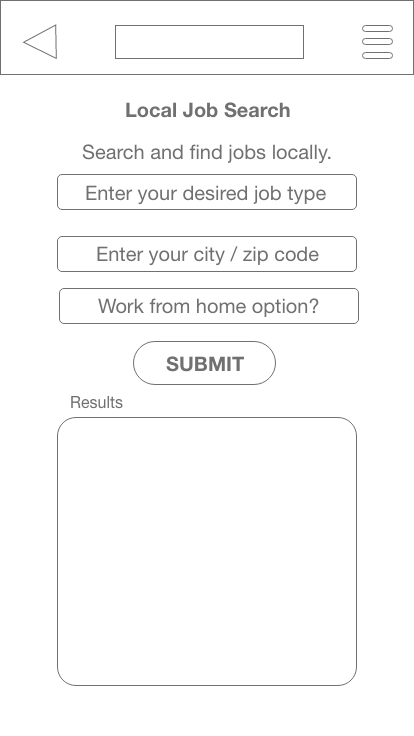 Local Job Search
Search and find jobs locally.
Enter your desired job type
Enter your city / zip code
Work from home option?
SUBMIT
Results